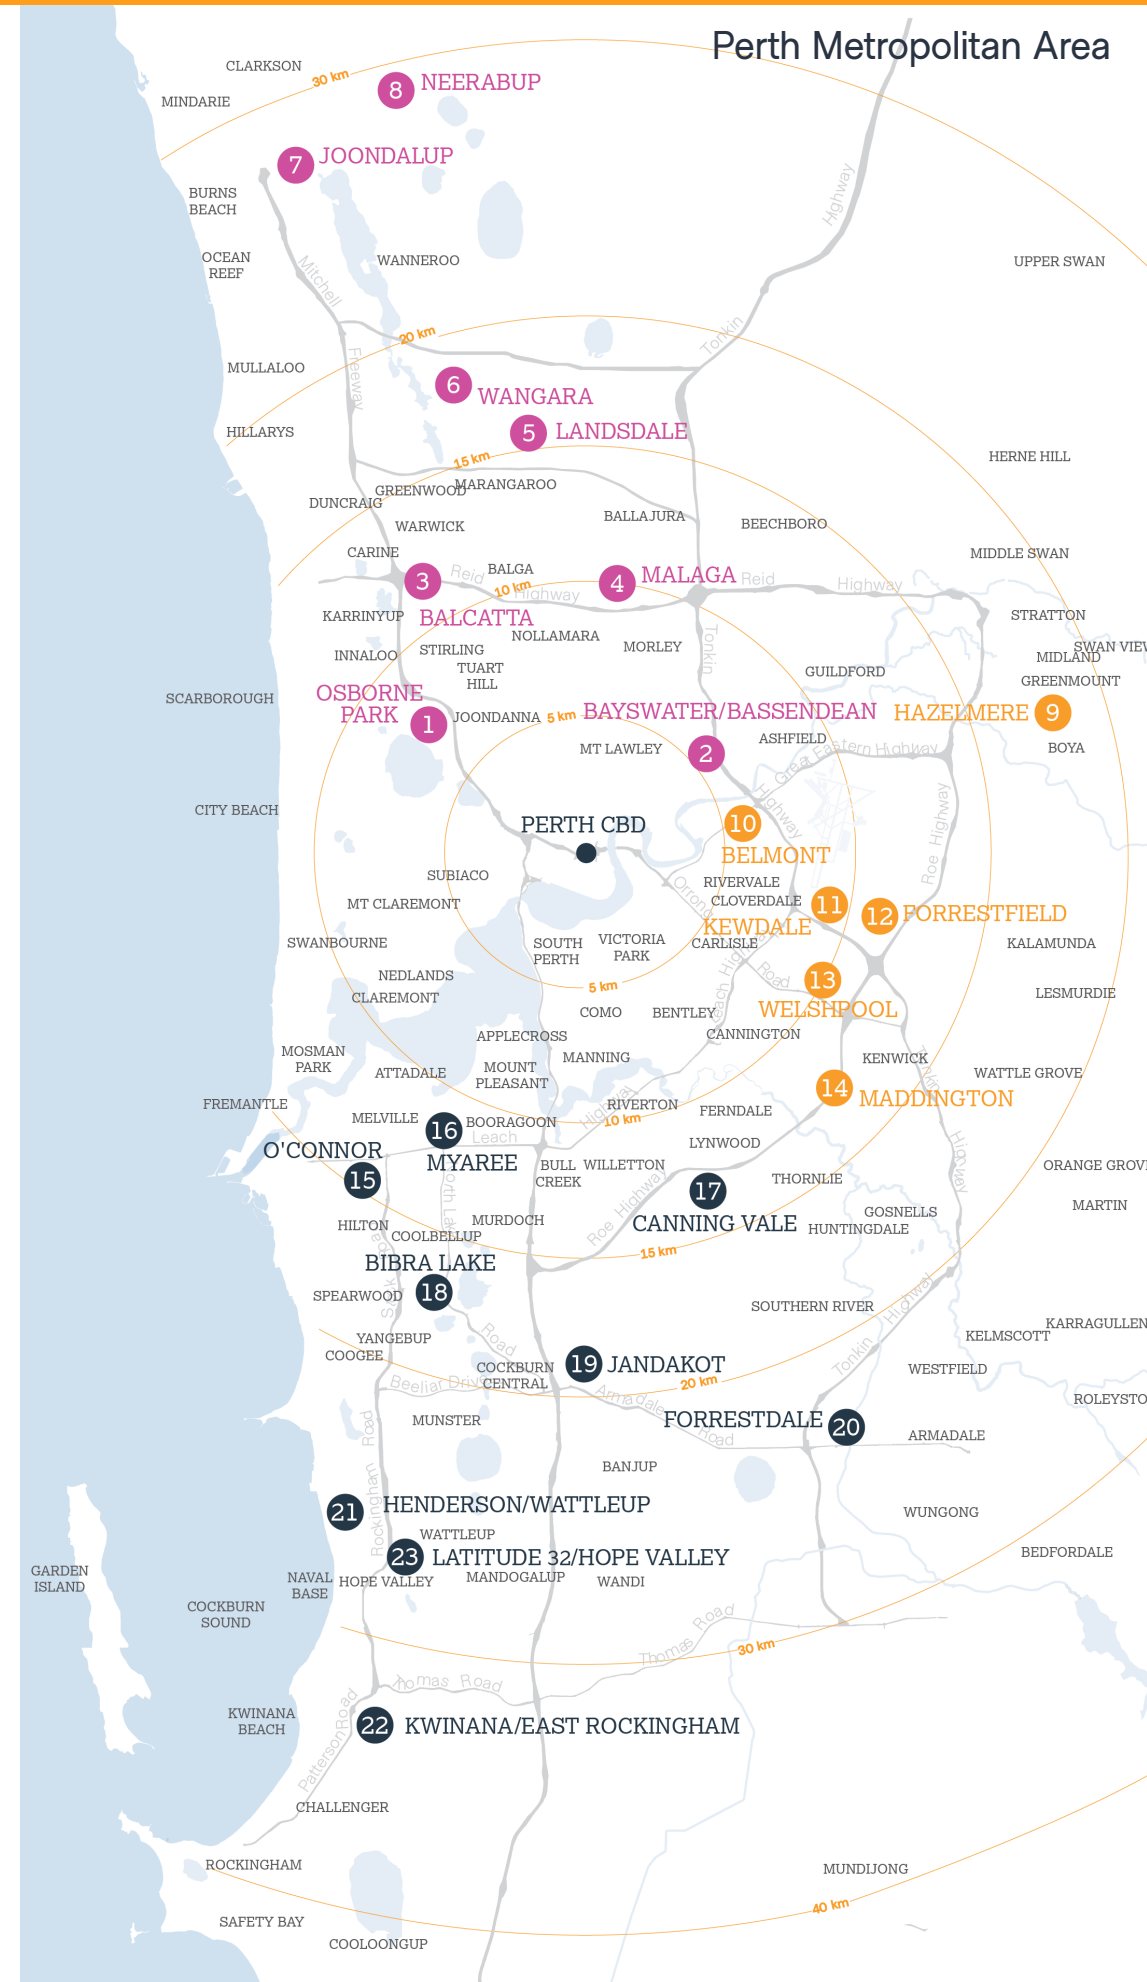 Perth Metropolitan Area
CLARKSON
30 km
8
NEERABUP
MINDARIE
7
JOONDALUP
BURNS
BEACH
Highway
OCEAN
REEF
WANNEROO
UPPER SWAN
Mitchell
20 km
Tonkin
Freeway
MULLALOO
6
WANGARA
HILLARYS
5
LANDSDALE
15 km
HERNE HILL
GREENWOOD
MARANGAROO
DUNCRAIG
BALLAJURA
WARWICK
BEECHBORO
CARINE
MIDDLE SWAN
3
Reid
BALGA
10 km
Highway
4
MALAGA
Reid
Highway
KARRINYUP
BALCATTA
STRATTON
NOLLAMARA
MORLEY
Tonkin
INNALOO
STIRLING
SWAN VIEW
MIDLAND
TUART
HILL
GUILDFORD
GREENMOUNT
SCARBOROUGH
OSBORNE
PARK
1
JOONDANNA
5 km
BAYSWATER/BASSENDEAN
HAZELMERE
9
MT LAWLEY
2
ASHFIELD
Great Eastern Highway
BOYA
CITY BEACH
PERTH CBD
10
Highway
Roe Highway
BELMONT
SUBIACO
Orrong
RIVERVALE
MT CLAREMONT
CLOVERDALE
11
12
FORRESTFIELD
KEWDALE
SWANBOURNE
SOUTH
PERTH
VICTORIA
PARK
CARLISLE
KALAMUNDA
NEDLANDS
Road
13
CLAREMONT
5 km
LESMURDIE
COMO
BENTLEY
Leach Highway
WELSHPOOL
APPLECROSS
CANNINGTON
MOSMAN
PARK
MANNING
KENWICK
Tonkin
ATTADALE
MOUNT
PLEASANT
WATTLE GROVE
14
MADDINGTON
FREMANTLE
Highway
RIVERTON
FERNDALE
MELVILLE
16
BOORAGOON
10 km
Leach
LYNWOOD
Highway
O'CONNOR
MYAREE
BULL
CREEK
WILLETTON
ORANGE GROV
15
17
THORNLIE
MARTIN
HILTON
MURDOCH
CANNING VALE
GOSNELLS
COOLBELLUP
Roe Highway
HUNTINGDALE
15 km
BIBRA LAKE
18
SPEARWOOD
SOUTHERN RIVER
Highway
KARRAGULLEN
YANGEBUP
Road
KELMSCOTT
COOGEE
COCKBURN
CENTRAL
19
JANDAKOT
Tonkin
WESTFIELD
Beeliar Drive
20 km
Armadale
ROLEYSTO
MUNSTER
FORRESTDALE
20
Road
Road
ARMADALE
BANJUP
21
HENDERSON/WATTLEUP
Rockingham
WUNGONG
WATTLEUP
23
LATITUDE 32/HOPE VALLEY
BEDFORDALE
GARDEN
ISLAND
NAVAL
BASE
HOPE VALLEY
MANDOGALUP
WANDI
COCKBURN
SOUND
Thomas Road
30 km
Thomas Road
KWINANA
BEACH
22
KWINANA/EAST ROCKINGHAM
Patterson Road
CHALLENGER
ROCKINGHAM
MUNDIJONG
40 km
SAFETY BAY
COOLOONGUP